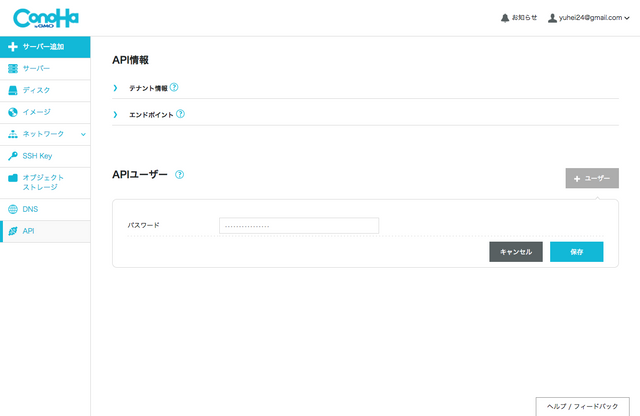 ConoHa
by GMO
お知らせ
yuhei24@gmail.com
サーバー追加
サーバー
ディスク
イメージ
ネットワーク
SSH Key
オブジェクト
ストレージ
DNS
API
API情報
テナント情報 ?
エンドポイント ?
APIユーザー ?
+ ユーザー
パスワード
キャンセル
保存
ヘルプ / フィードバック